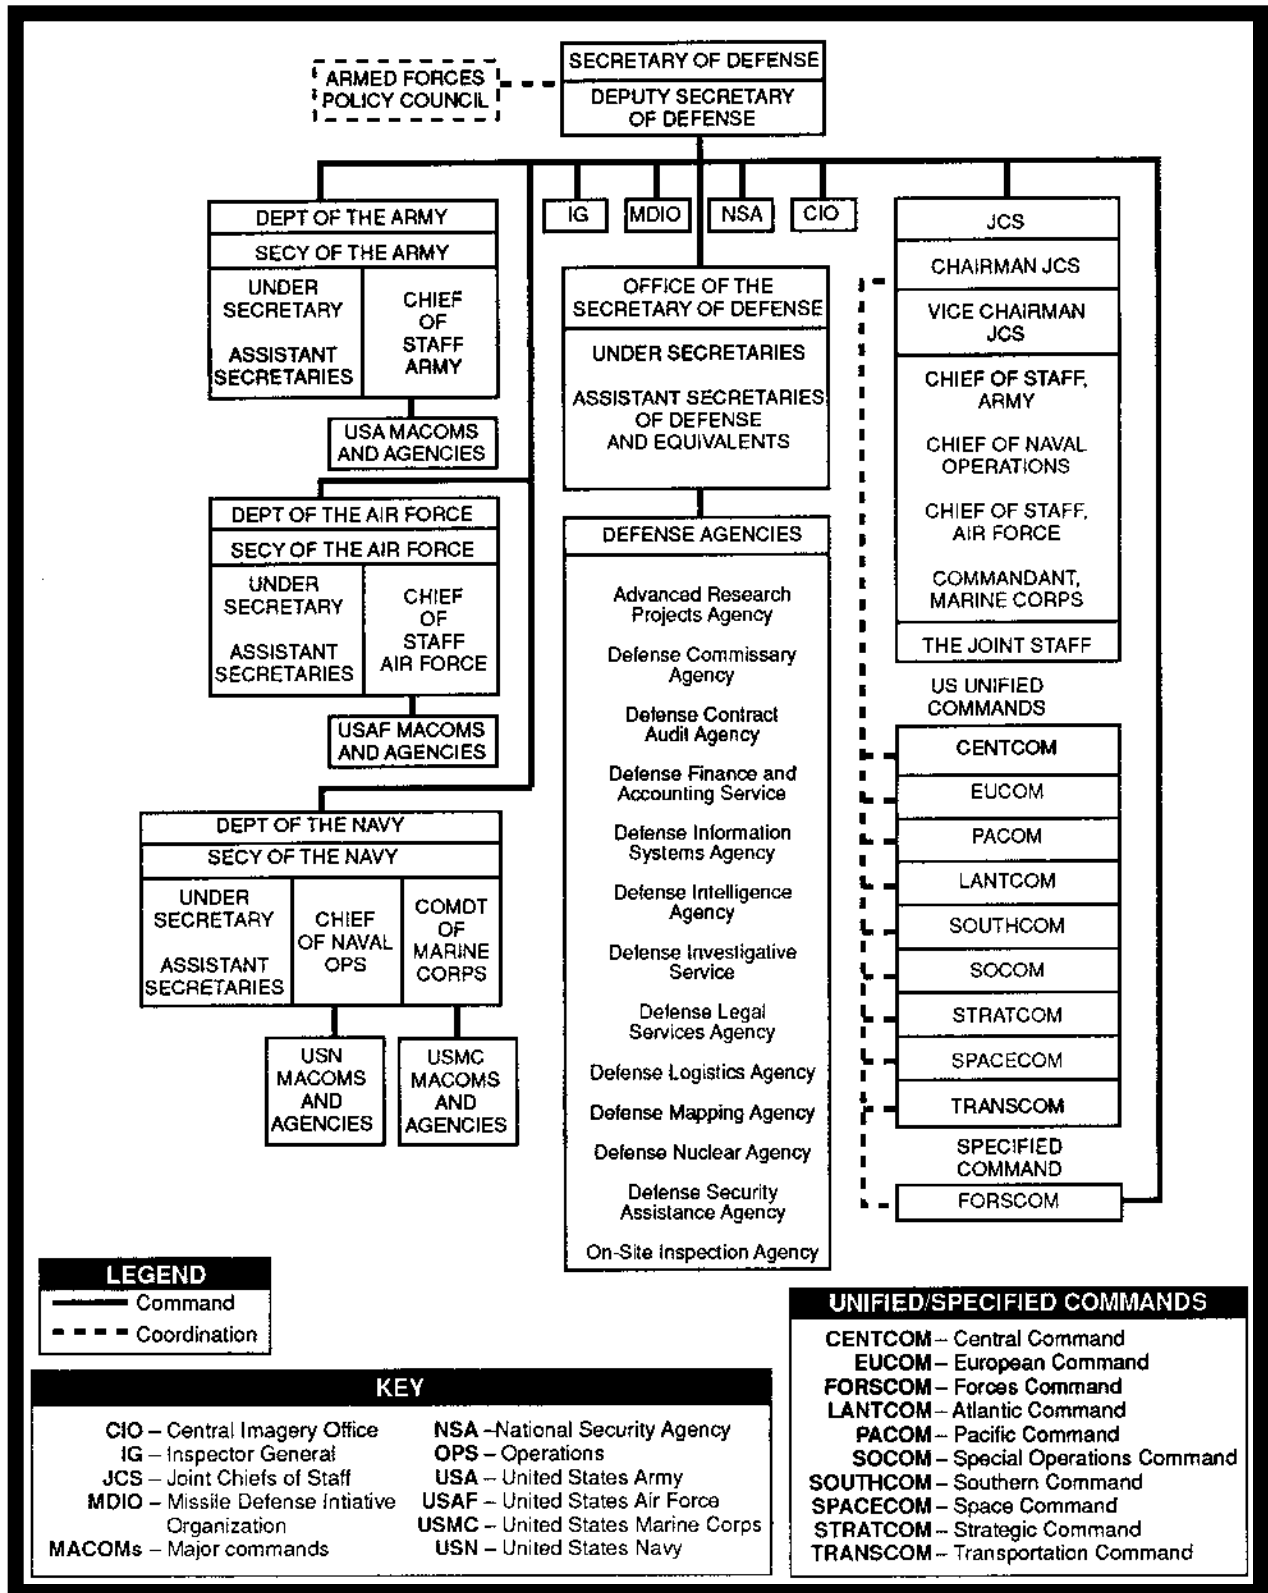 ARMED FORCES
POLICY COUNCIL
SECRETARY OF DEFENSE
DEPUTY SECRETARY
OF DEFENSE
DEPT OF THE ARMY
SECY OF THE ARMY
UNDER
SECRETARY
ASSISTANT
SECRETARIES
CHIEF
OF
STAFF
ARMY
USA MACOMS
AND AGENCIES
DEPT OF THE AIR FORCE
SECY OF THE AIR FORCE
UNDER
SECRETARY
ASSISTANT
SECRETARIES
CHIEF
OF
STAFF
AIR FORCE
USAF MACOMS
AND AGENCIES
DEPT OF THE NAVY
SECY OF THE NAVY
UNDER
SECRETARY
ASSISTANT
SECRETARIES
CHIEF
OF NAVAL
OPS
COMDT
OF
MARINE
CORPS
USN
MACOMS
AND
AGENCIES
USMC
MACOMS
AND
AGENCIES
IG
MDIO
NSA
CIO
OFFICE OF THE
SECRETARY OF DEFENSE
UNDER SECRETARIES
ASSISTANT SECRETARIES
OF DEFENSE
AND EQUIVALENTS
DEFENSE AGENCIES
Advanced Research
Projects Agency
Defense Commissary
Agency
Defense Contract
Audit Agency
Defense Finance and
Accounting Service
Defense Information
Systems Agency
Defense Intelligence
Agency
Defense Investigative
Service
Defense Legal
Services Agency
Defense Logistics Agency
Defense Mapping Agency
Defense Nuclear Agency
Defense Security
Assistance Agency
On-Site Inspection Agency
JCS
CHAIRMAN JCS
VICE CHAIRMAN
JCS
CHIEF OF STAFF,
ARMY
CHIEF OF NAVAL
OPERATIONS
CHIEF OF STAFF,
AIR FORCE
COMMANDANT,
MARINE CORPS
THE JOINT STAFF
US UNIFIED
COMMANDS
CENTCOM
EUCOM
PACOM
LANTCOM
SOUTHCOM
SOCOM
STRATCOM
SPACECOM
TRANSCOM
SPECIFIED
COMMAND
FORSCOM
LEGEND
Command
Coordination
KEY
CIO – Central Imagery Office
IG – Inspector General
JCS – Joint Chiefs of Staff
MDIO – Missile Defense Intiative
Organization
MACOMs – Major commands
NSA –National Security Agency
OPS – Operations
USA – United States Army
USAF – United States Air Force
USMC – United States Marine Corps
USN – United States Navy
UNIFIED/SPECIFIED COMMANDS
CENTCOM – Central Command
EUCOM – European Command
FORSCOM – Forces Command
LANTCOM – Atlantic Command
PACOM – Pacific Command
SOCOM – Special Operations Command
SOUTHCOM – Southern Command
SPACECOM – Space Command
STRATCOM – Strategic Command
TRANSCOM – Transportation Command